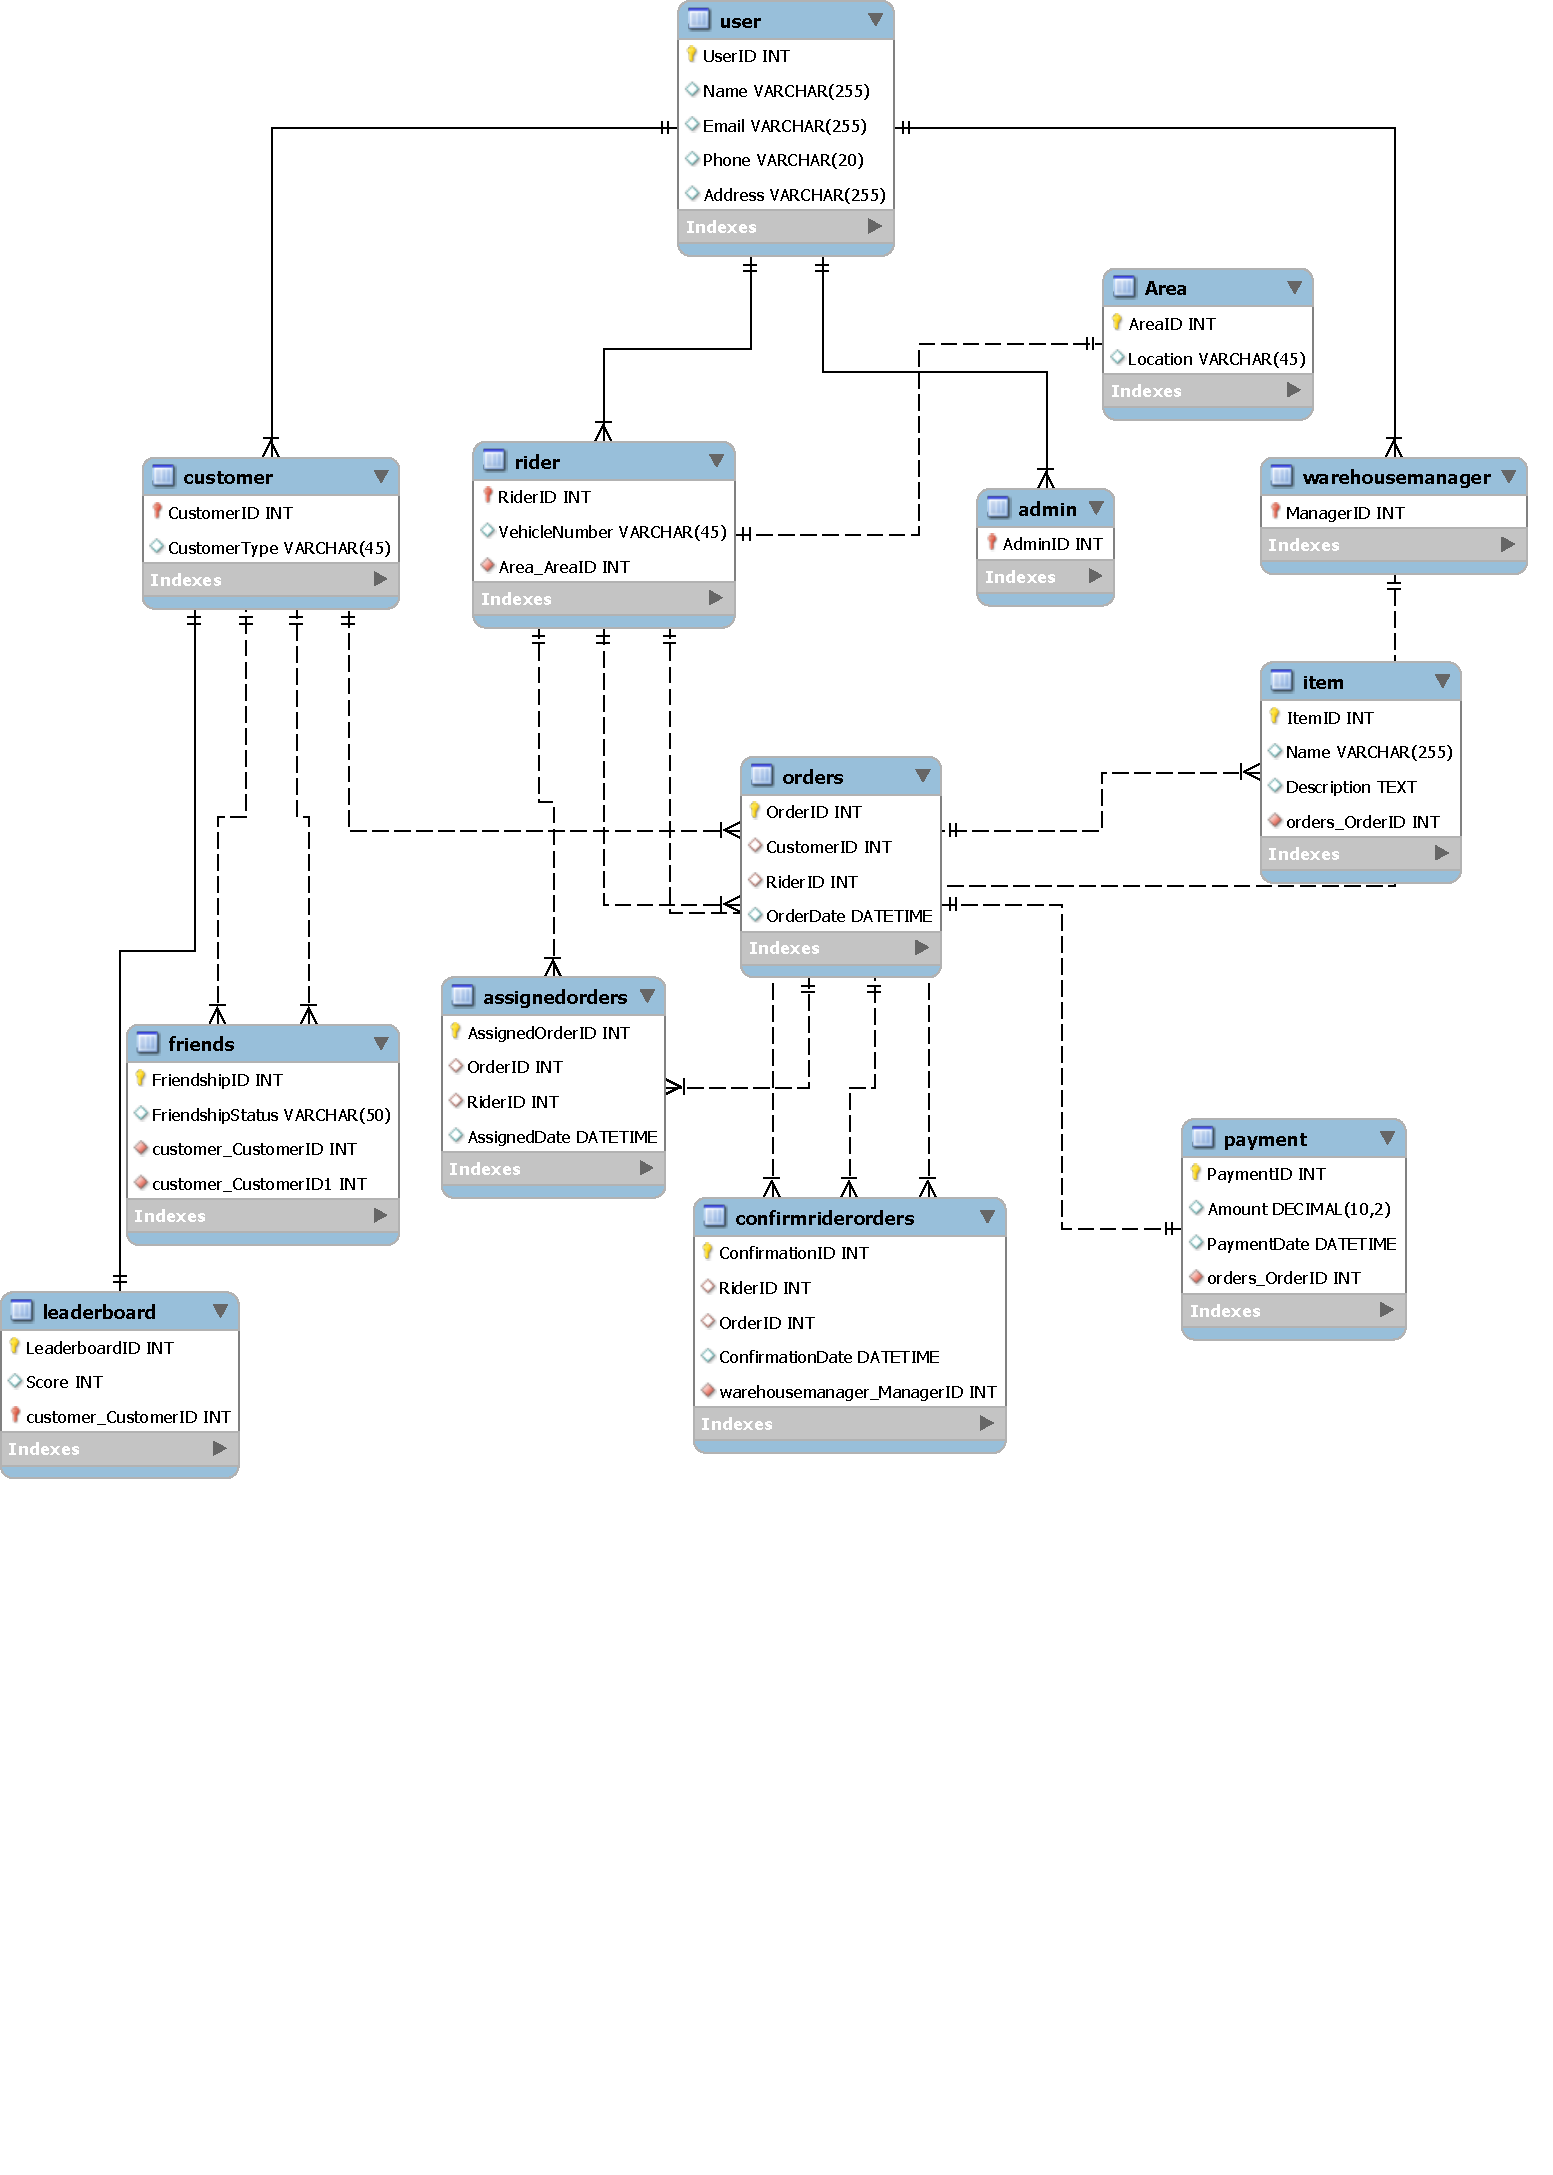 user
UserID INT
Name VARCHAR(255)
Email VARCHAR(255)
Phone VARCHAR(20)
Address VARCHAR(255)
Indexes
Area
AreaID INT
Location VARCHAR(45)
Indexes
customer
CustomerID INT
CustomerType VARCHAR(45)
Indexes
rider
RiderID INT
VehicleNumber VARCHAR(45)
Area_AreaID INT
Indexes
admin
AdminID INT
Indexes
warehousemanager
ManagerID INT
Indexes
item
ItemID INT
Name VARCHAR(255)
Description TEXT
orders_OrderID INT
Indexes
orders
OrderID INT
CustomerID INT
RiderID INT
OrderDate DATETIME
Indexes
friends
FriendshipID INT
FriendshipStatus VARCHAR(50)
customer_CustomerID INT
customer_CustomerID1 INT
Indexes
assignedorders
AssignedOrderID INT
OrderID INT
RiderID INT
AssignedDate DATETIME
Indexes
payment
PaymentID INT
Amount DECIMAL(10,2)
PaymentDate DATETIME
orders_OrderID INT
Indexes
confirmriderorders
ConfirmationID INT
RiderID INT
OrderID INT
ConfirmationDate DATETIME
warehousemanager_ManagerID INT
Indexes
leaderboard
LeaderboardID INT
Score INT
customer_CustomerID INT
Indexes